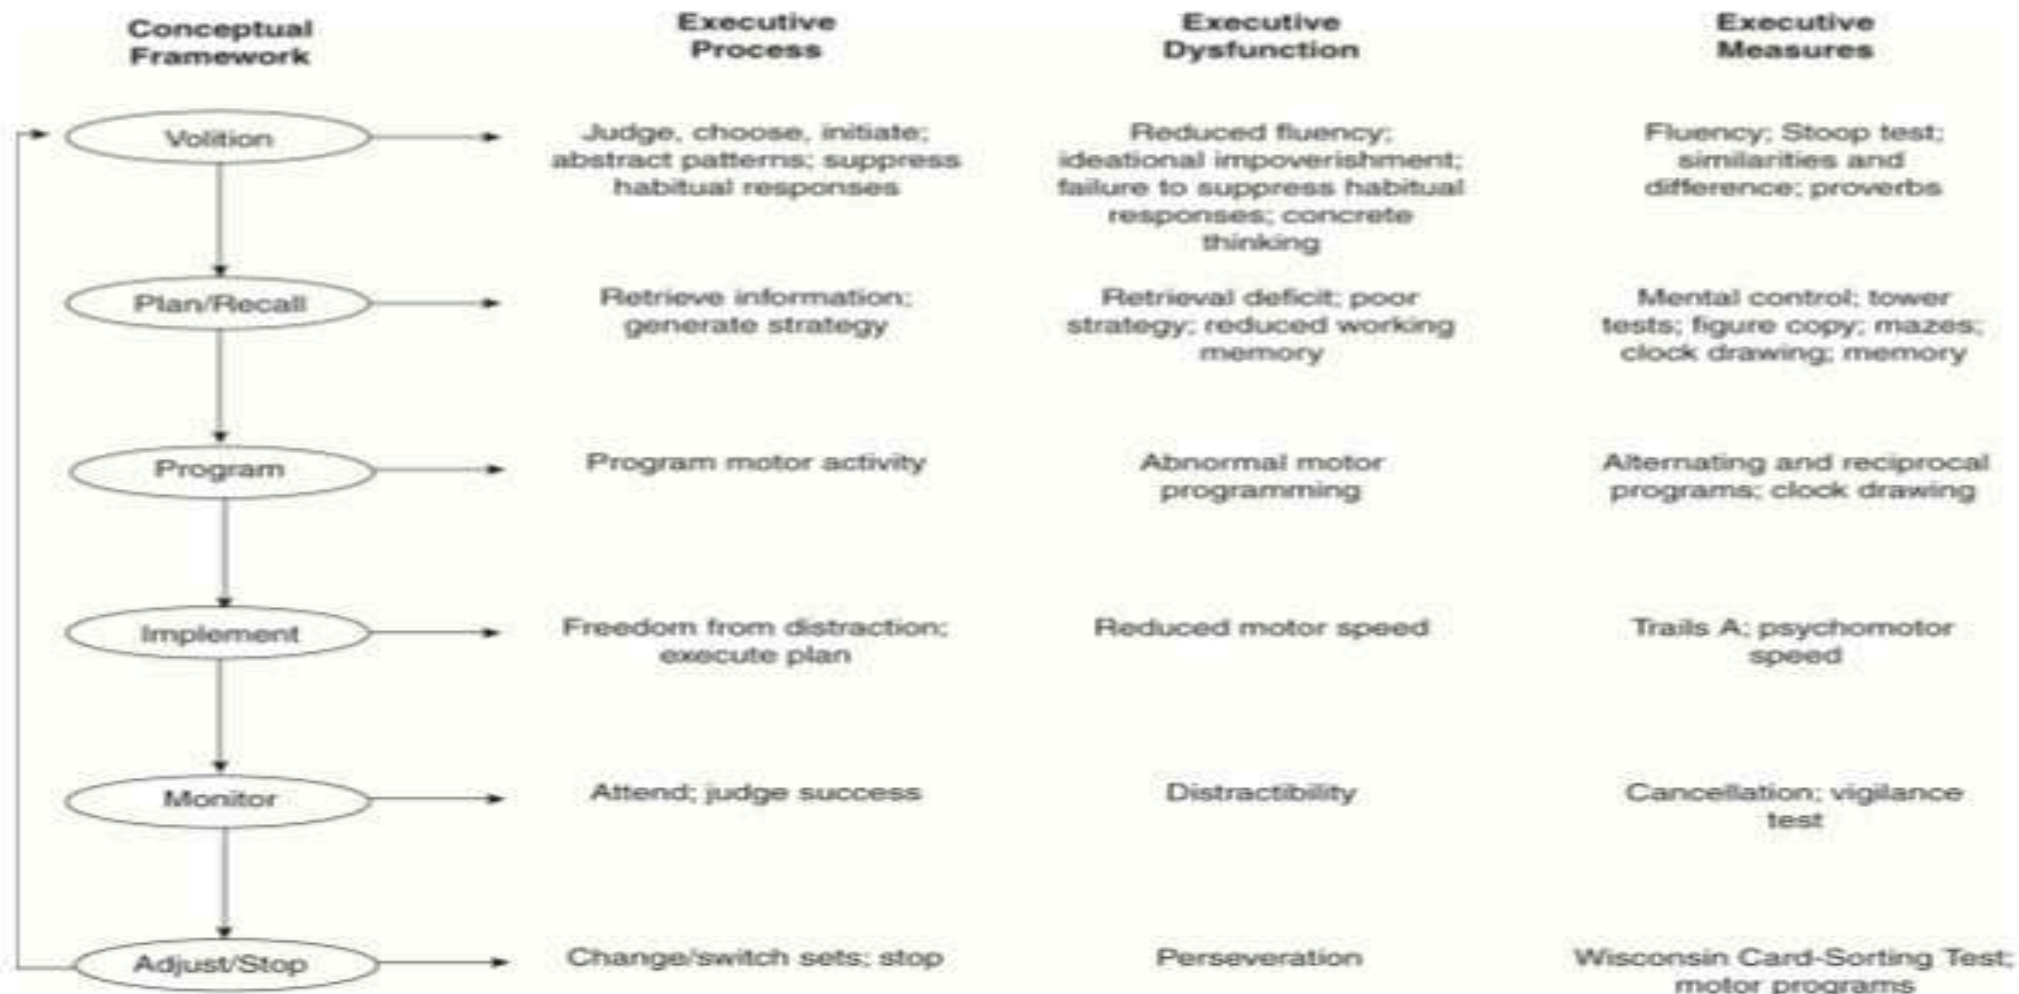 Conceptual
Framework
Executive
Process
Executive
Dysfunction
Executive
Measures
Volition
Judge, choose, initiate;
abstract patterns; suppress
habitual responses
Reduced fluency;
ideational impoverishment;
failure to suppress habitual
responses; concrete
thinking
Fluency; Stoop test;
similarities and
difference; proverbs
Plan/Recall
Retrieve information;
generate strategy
Retrieval deficit; poor
strategy; reduced working
memory
Mental control; tower
tests; figure copy; mazes;
clock drawing; memory
Program
Program motor activity
Abnormal motor
programming
Alternating and reciprocal
programs; clock drawing
Implement
Freedom from distraction;
execute plan
Reduced motor speed
Trails A; psychomotor
speed
Monitor
Attend; judge success
Distractibility
Cancellation; vigilance
test
Adjust/Stop
Change/switch sets; stop
Perseveration
Wisconsin Card-Sorting Test;
motor programs